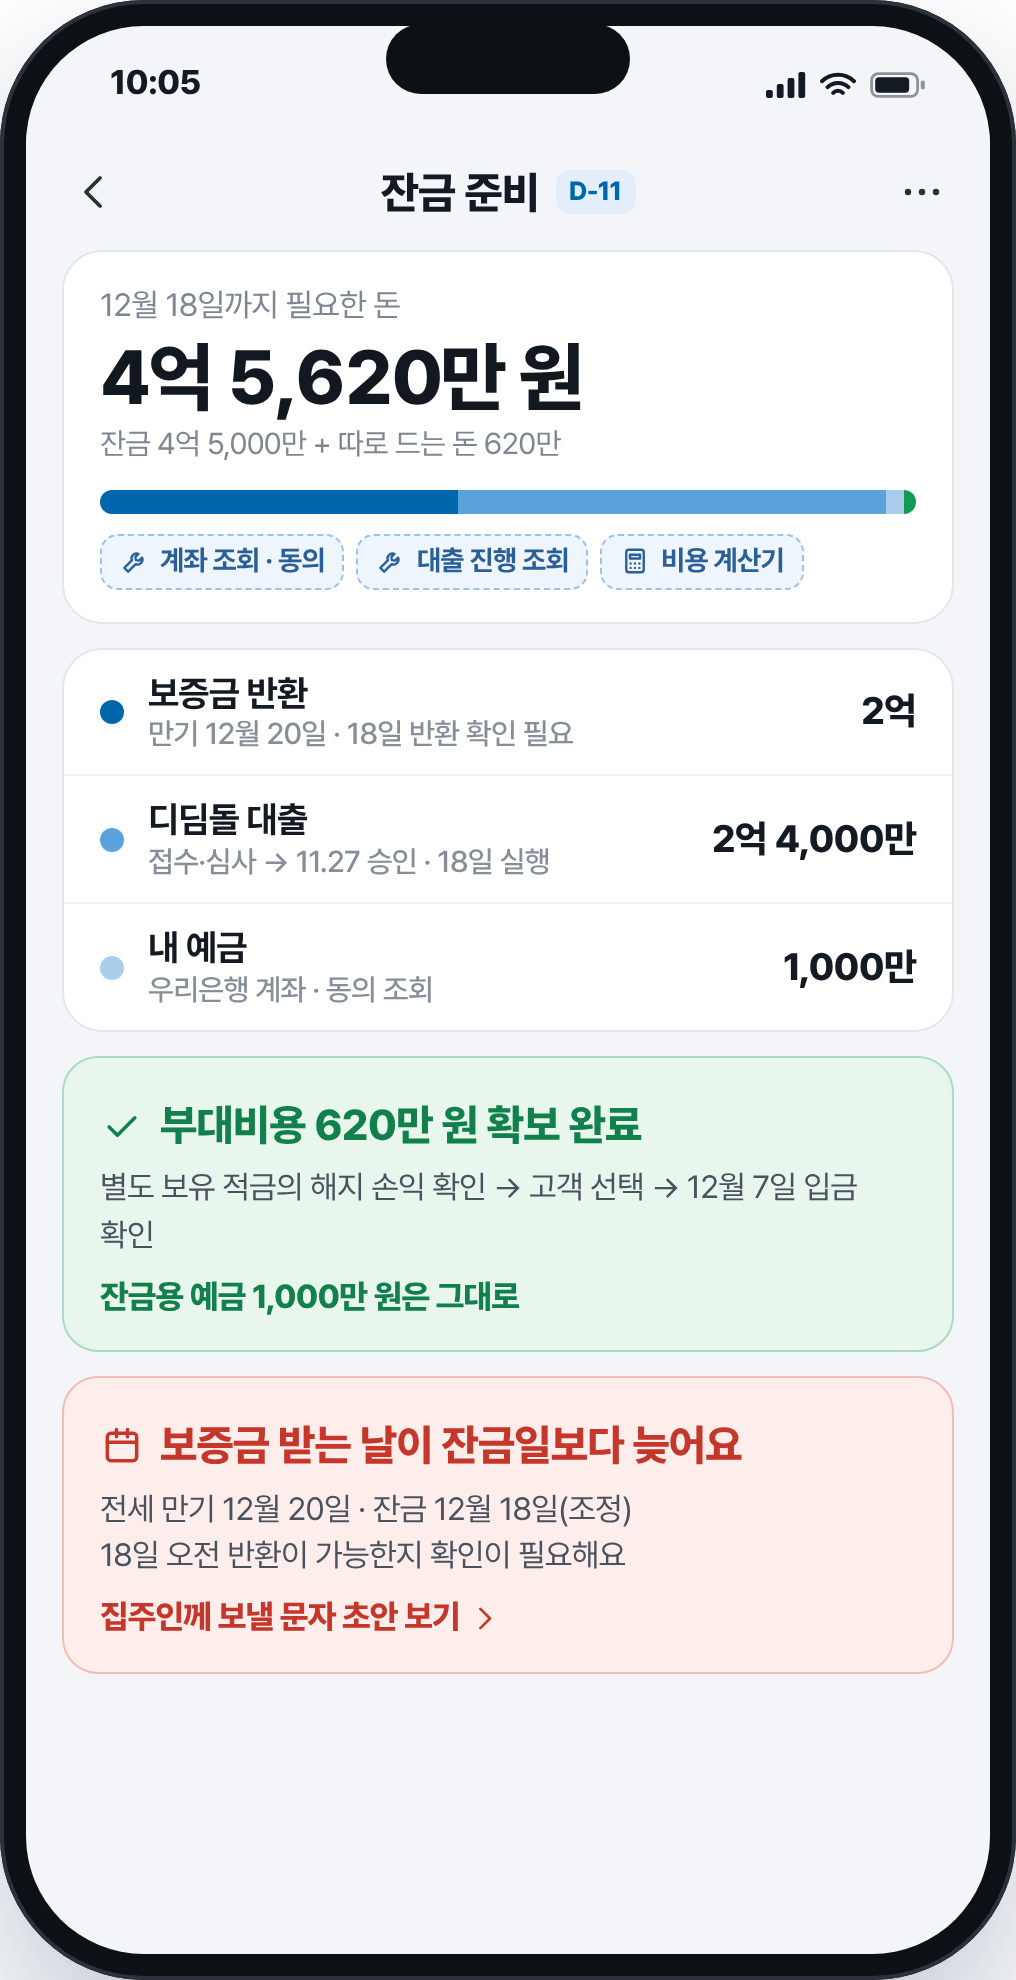 10:05
잔금 준비 D-11
12월 18일까지 필요한 돈
4억 5,620만 원
잔금 4억 5,000만 + 따로 드는 돈 620만
계좌 조회 · 동의 대출 진행 조회 비용 계산기
보증금 반환
만기 12월 20일 · 18일 반환 확인 필요
2억
디딤돌 대출
접수·심사 → 11.27 승인 · 18일 실행
2억 4,000만
내 예금
우리은행 계좌 · 동의 조회
1,000만
부대비용 620만 원 확보 완료
별도 보유 적금의 해지 손익 확인 → 고객 선택 → 12월 7일 입금
확인
잔금용 예금 1,000만 원은 그대로
보증금 받는 날이 잔금일보다 늦어요
전세 만기 12월 20일 · 잔금 12월 18일(조정)
18일 오전 반환이 가능한지 확인이 필요해요
집주인께 보낼 문자 초안 보기